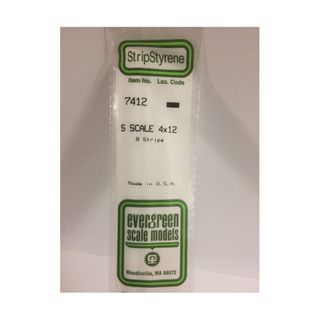 StripStyrene
Item No. Loc. Code
7412
S SCALE 4x12
8 Strips
Made in U.S.A.
evergreen
scale models
Woodinville, WA 98072